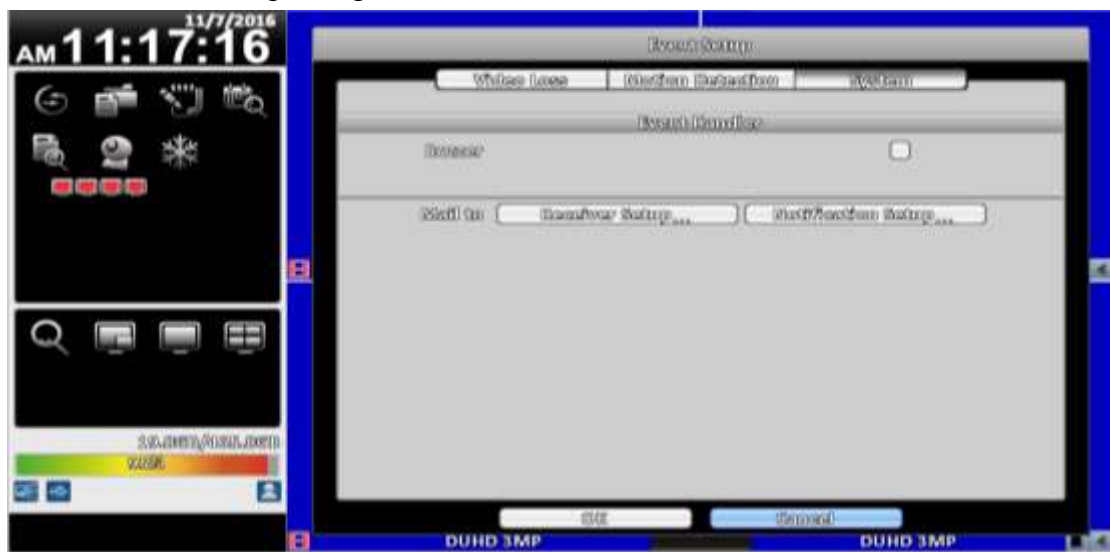 11/7/2016
AM 11:17:16
Event Setup
Video Loss
Motion Detection
System
Event Handler
Buzzer
Mail to
Receiver Setup...
Notification Setup...
OK
Cancel
DUHD 3MP
DUHD 3MP